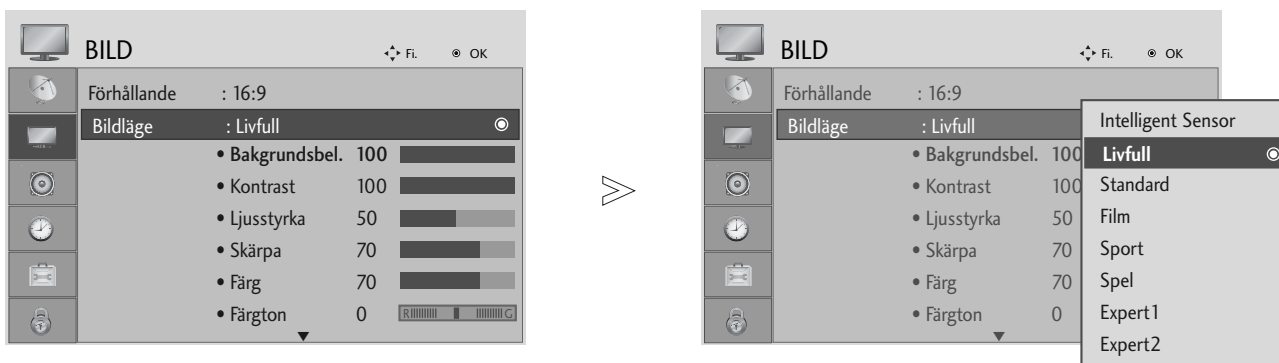 BILD Fi. OK
Förhållande : 16:9
Bildläge : Livfull
• Bakgrundsbel. 100
• Kontrast 100
• Ljusstyrka 50
• Skärpa 70
• Färg 70
• Färgton 0 R G
BILD Fi. OK
Förhållande : 16:9
Bildläge : Livfull
• Bakgrundsbel. 100
• Kontrast 100
• Ljusstyrka 50
• Skärpa 70
• Färg 70
• Färgton 0
Intelligent Sensor
Livfull
Standard
Film
Sport
Spel
Expert1
Expert2